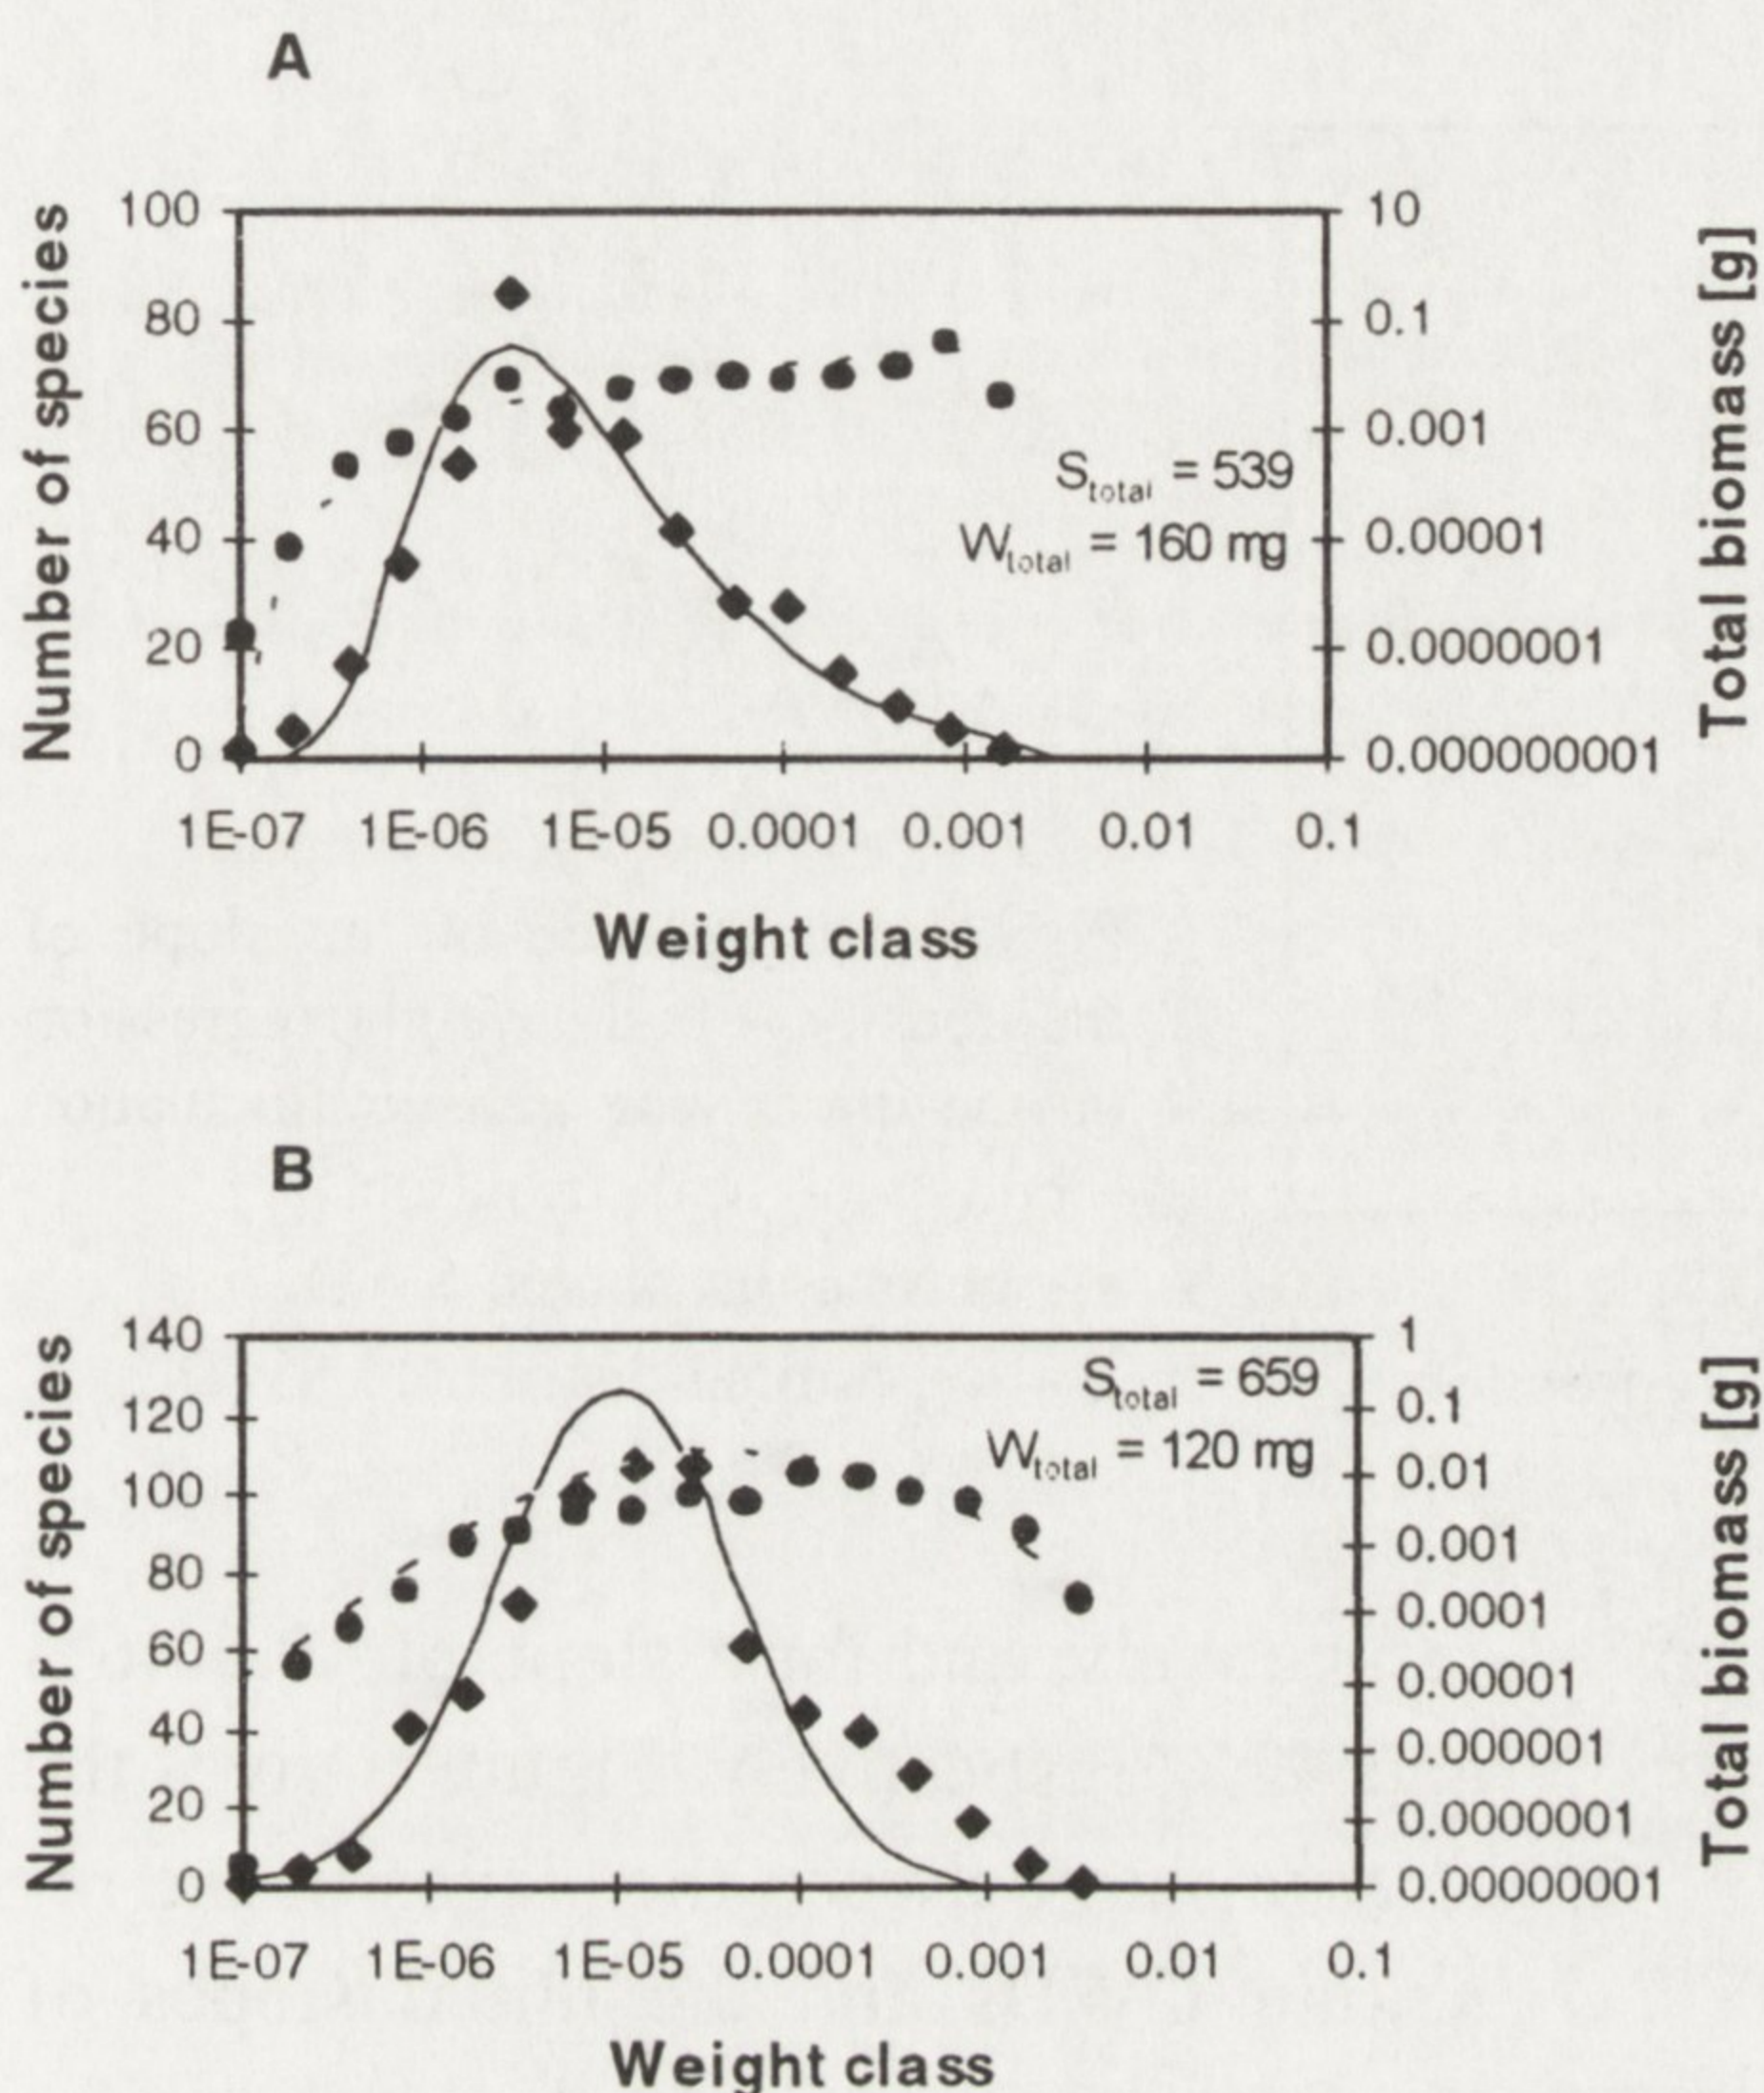 A
Number of species
100
80
60
40
20
0
10
0.1
0.001
0.00001
0.0000001
0.000000001
Total biomass [g]
Stotal = 539
Wtotal = 160 mg
1E-07 1E-06 1E-05 0.0001 0.001 0.01 0.1
Weight class
B
Number of species
140
120
100
80
60
40
20
0
1
0.1
0.01
0.001
0.0001
0.00001
0.000001
0.0000001
0.00000001
Total biomass [g]
Stotal = 659
Wtotal = 120 mg
1E-07 1E-06 1E-05 0.0001 0.001 0.01 0.1
Weight class